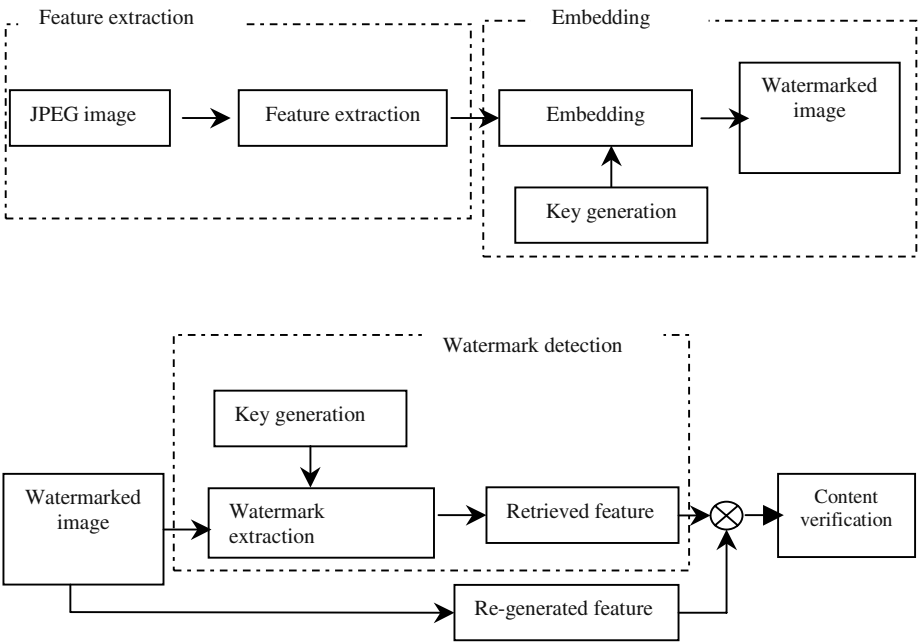 Feature extraction
Embedding
JPEG image
Feature extraction
Embedding
Watermarked
image
Key generation
Watermark detection
Key generation
Watermarked
image
Watermark
extraction
Retrieved feature
Content
verification
Re-generated feature